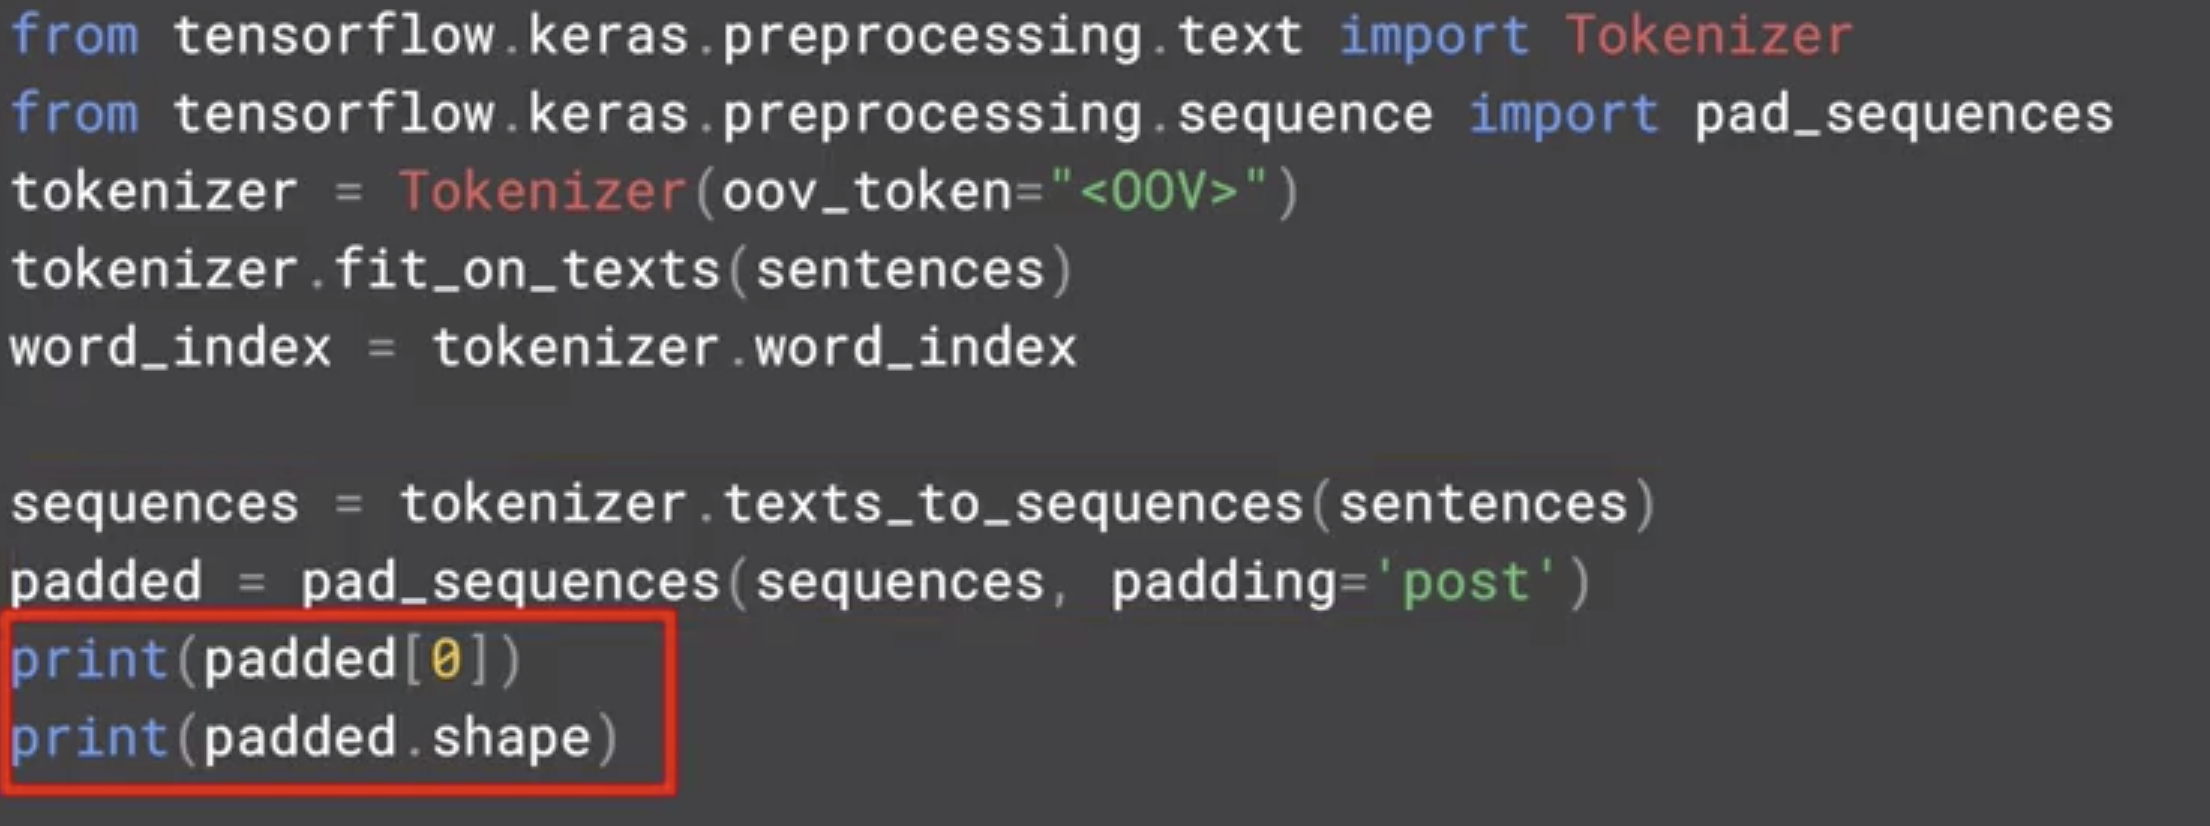 from tensorflow.keras.preprocessing.text import Tokenizer
from tensorflow.keras.preprocessing.sequence import pad_sequences
tokenizer = Tokenizer(oov_token="<OOV>")
tokenizer.fit_on_texts(sentences)
word_index = tokenizer.word_index
sequences = tokenizer.texts_to_sequences(sentences)
padded = pad_sequences(sequences, padding='post')
print(padded[0])
print(padded.shape)